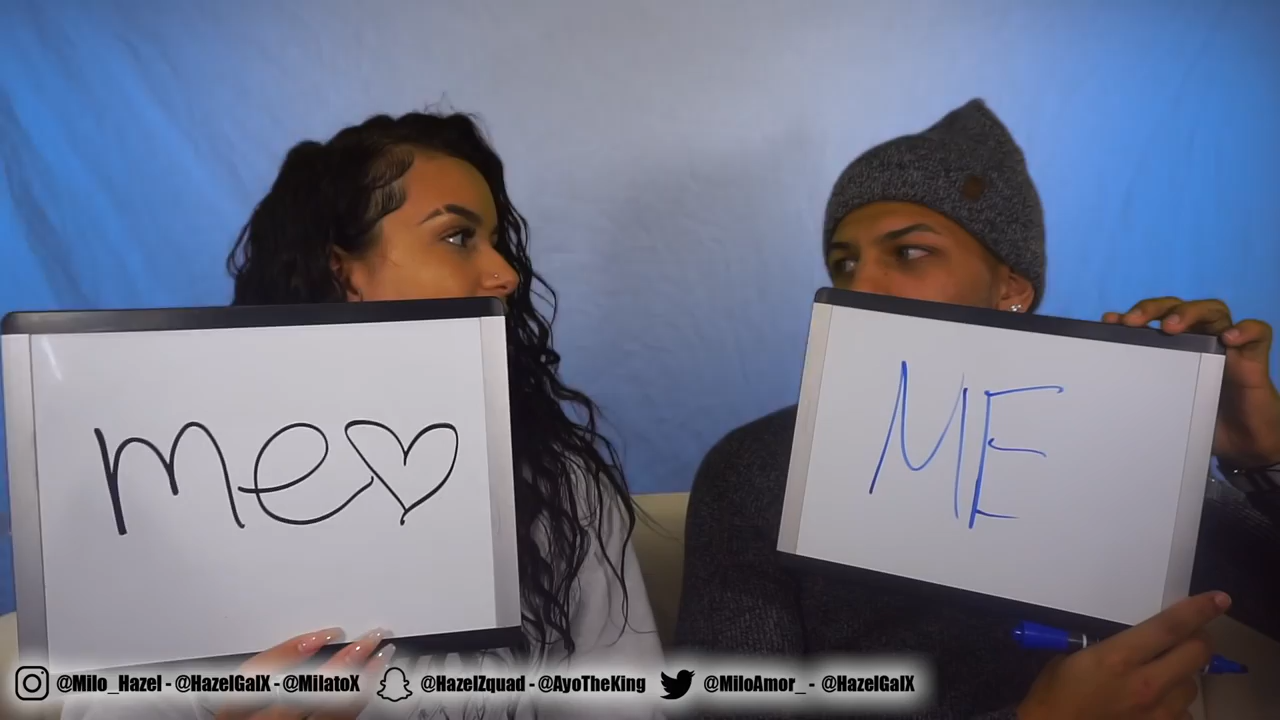 me♡
ME
@Milo_Hazel - @HazelGalX - @MilatoX @HazelZquad - @AyoTheKing @MiloAmor_ - @HazelGalX